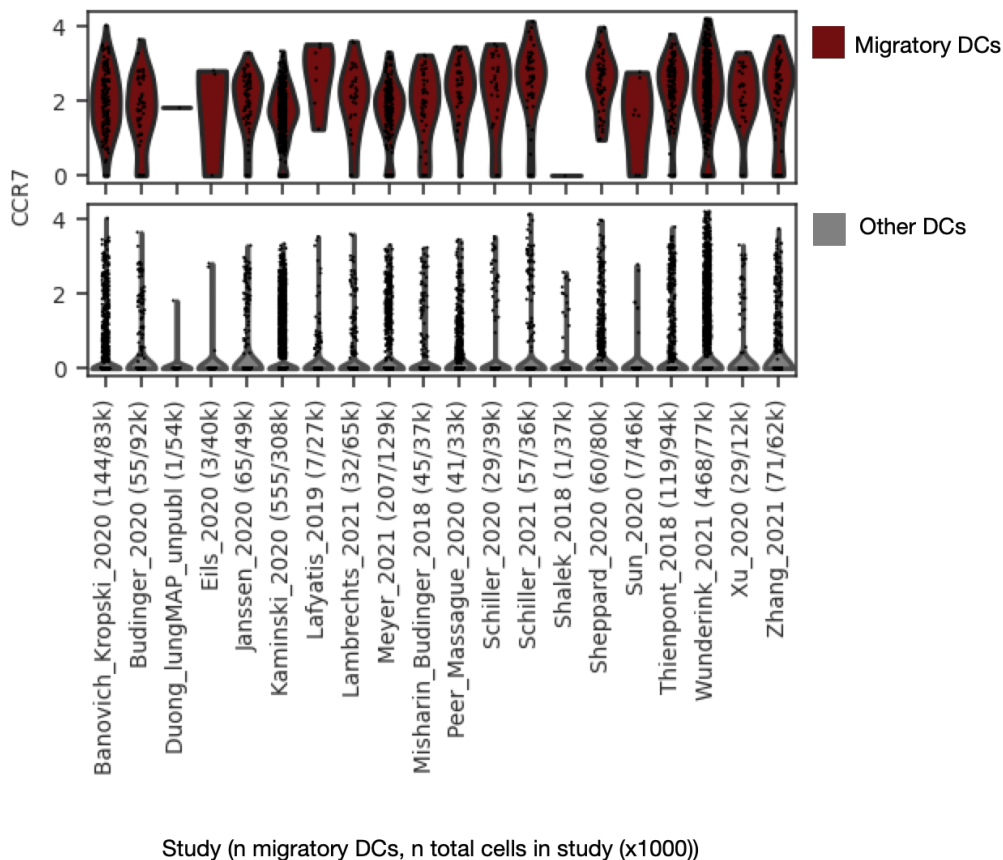 4
2
0
CCR7
4
2
0
Migratory DCs
Other DCs
Banovich_Kropski_2020 (144/83k)
Budinger_2020 (55/92k)
Duong_lungMAP_unpubl (1/54k)
Eils_2020 (3/40k)
Janssen_2020 (65/49k)
Kaminski_2020 (555/308k)
Lafyatis_2019 (7/27k)
Lambrechts_2021 (32/65k)
Meyer_2021 (207/129k)
Misharin_Budinger_2018 (45/37k)
Peer_Massague_2020 (41/33k)
Schiller_2020 (29/39k)
Schiller_2021 (57/36k)
Shalek_2018 (1/37k)
Sheppard_2020 (60/80k)
Sun_2020 (7/46k)
Thienpont_2018 (119/94k)
Wunderink_2021 (468/77k)
Xu_2020 (29/12k)
Zhang_2021 (71/62k)
Study (n migratory DCs, n total cells in study (x1000))